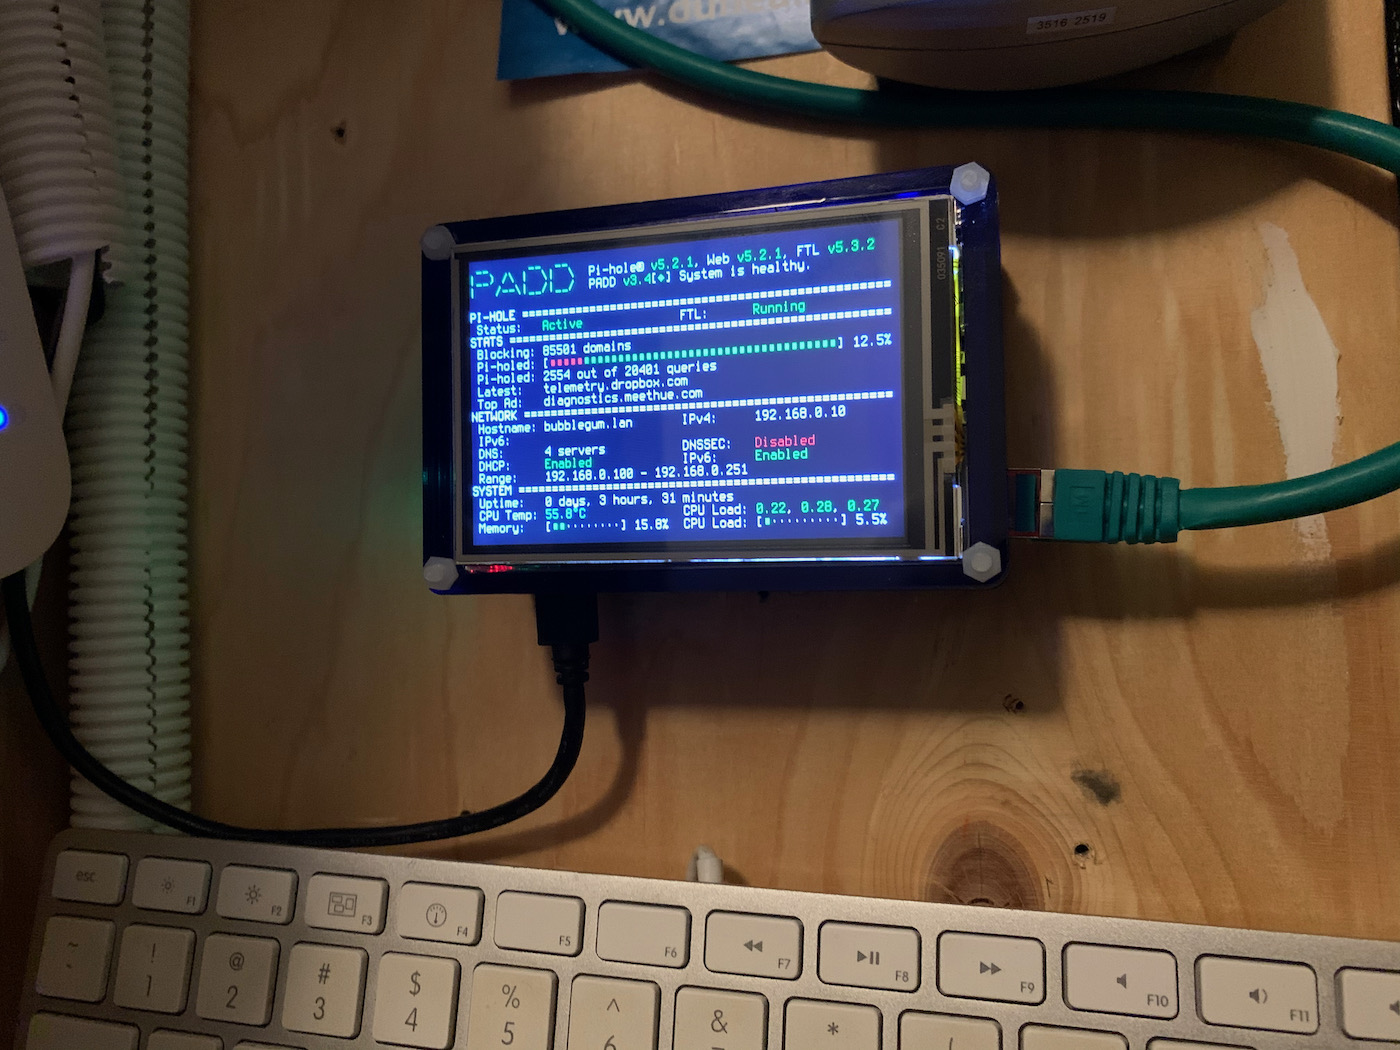 3516 2519
035091 C2
PADD Pi-hole® v5.2.1, Web v5.2.1, FTL v5.3.2
PADD v3.4[✦] System is healthy.
PI-HOLE ================================
Status: Active FTL: Running
STATS ================================
Blocking: 85501 domains
Pi-holed: [] 12.5%
Pi-holed: 2554 out of 20401 queries
Latest: telemetry.dropbox.com
Top Ad: diagnostics.meethue.com
NETWORK ================================
Hostname: bubblegum.lan IPv4: 192.168.0.10
IPv6:
DNS: 4 servers DNSSEC: Disabled
DHCP: Enabled IPv6: Enabled
Range: 192.168.0.100 - 192.168.0.251
SYSTEM ================================
Uptime: 0 days, 3 hours, 31 minutes
CPU Temp: 55.8°C CPU Load: 0.22, 0.28, 0.27
Memory: [■■········] 15.8% CPU Load: [■·········] 5.5%
esc F1 F2 F3 F4 F5 F6 F7 F8 F9 F10 F11
~ ! @ # $ % ^ & *
1 2 3 4 5 6